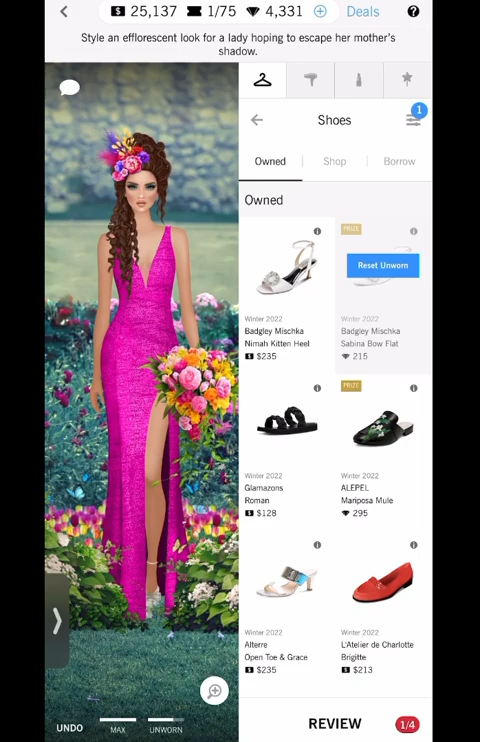 $ 25,137 1/75 4,331 Deals ?
Style an efflorescent look for a lady hoping to escape her mother's
shadow.
1
Shoes
Owned Shop Borrow
Owned
PRIZE
Reset Unworn
Winter 2022
Badgley Mischka
Nimah Kitten Heel
$ $235
Winter 2022
Badgley Mischka
Sabina Bow Flat
215
PRIZE
Winter 2022
Glamazons
Roman
$ $128
Winter 2022
ALEPEL
Mariposa Mule
295
Winter 2022
Alterre
Open Toe & Grace
$ $235
Winter 2022
L'Atelier de Charlotte
Brigitte
$ $213
UNDO MAX UNWORN
REVIEW 1/4